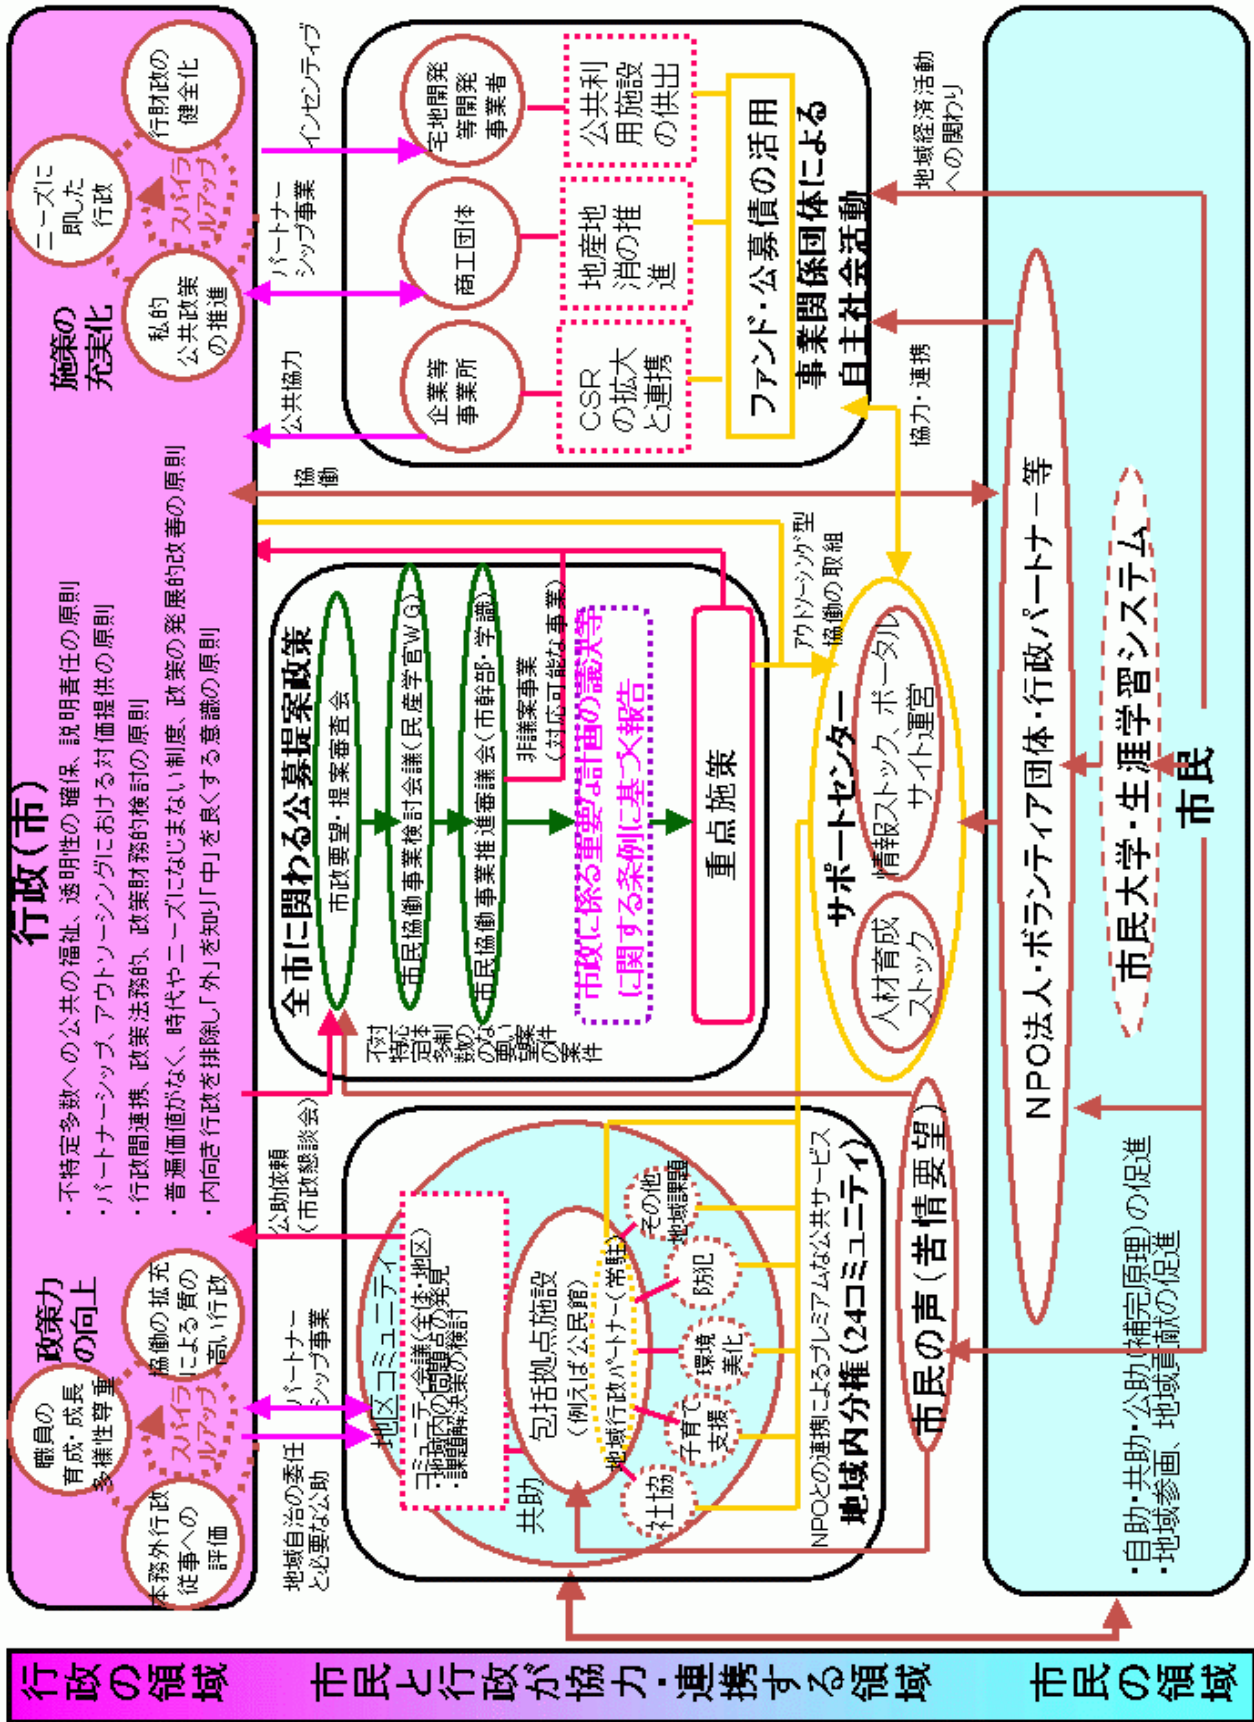 行政の領域
市民と行政が協力・連携する領域
市民の領域
行政(市)
政策力
の向上
職員の
育成・成長
多様性尊重
スパイラ
ルアップ
本務外行政
従事への
評価
協働の拡充
による質の
高い行政
・不特定多数への公共の福祉、透明性の確保、説明責任の原則
・パートナーシップ、アウトソーシングにおける対価提供の原則
・行政間連携、政策法務的、政策財務的検討の原則
・普遍価値がなく、時代やニーズになじまない制度、政策の発展的改善の原則
・内向き行政を排除し「外」を知り「中」を良くする意識の原則
施策の
充実化
ニーズに
即した
行政
スパイラ
ルアップ
私的
公共政策
の推進
行財政の
健全化
地域自治の委任
と必要な公助
パートナー
シップ事業
公助依頼
(市政懇談会)
協働
公共協力
パートナー
シップ事業
インセンティブ
地区コミュニティ
コミュニティ会議(全体・地区)
・地域内の問題点の発見
・課題解決策の検討
共助
包括拠点施設
(例えば公民館)
地域行政パートナー(常駐)
社協
子育て
支援
環境
美化
防犯
その他
地域課題
NPOとの連携によるプレミアムな公共サービス
地域内分権(24コミュニティ)
全市に関わる公募提案政策
市政要望・提案審査会
市民協働事業検討会議(民産学官WG)
市民協働事業推進審議会(市幹部・学識)
非議案事業
(対応可能な事業)
不特定多数の要望の案件
対応体制のない案件
市政に係る重要な計画の議決等
に関する条例に基づく報告
重点施策
企業等
事業所
商工団体
宅地開発
等開発
事業者
CSR
の拡大
と連携
地産地
消の推
進
公共利
用施設
の供出
ファンド・公募債の活用
事業関係団体による
自主社会活動
アウトソーシング型
協働の取組
協力・連携
地域経済活動
への関わり
サポートセンター
人材育成
ストック
情報ストック、ポータル
サイト運営
市民の声(苦情要望)
NPO法人・ボランティア団体・行政パートナー等
市民大学・生涯学習システム
市民
・自助・共助・公助(補完原理)の促進
・地域参画、地域貢献の促進